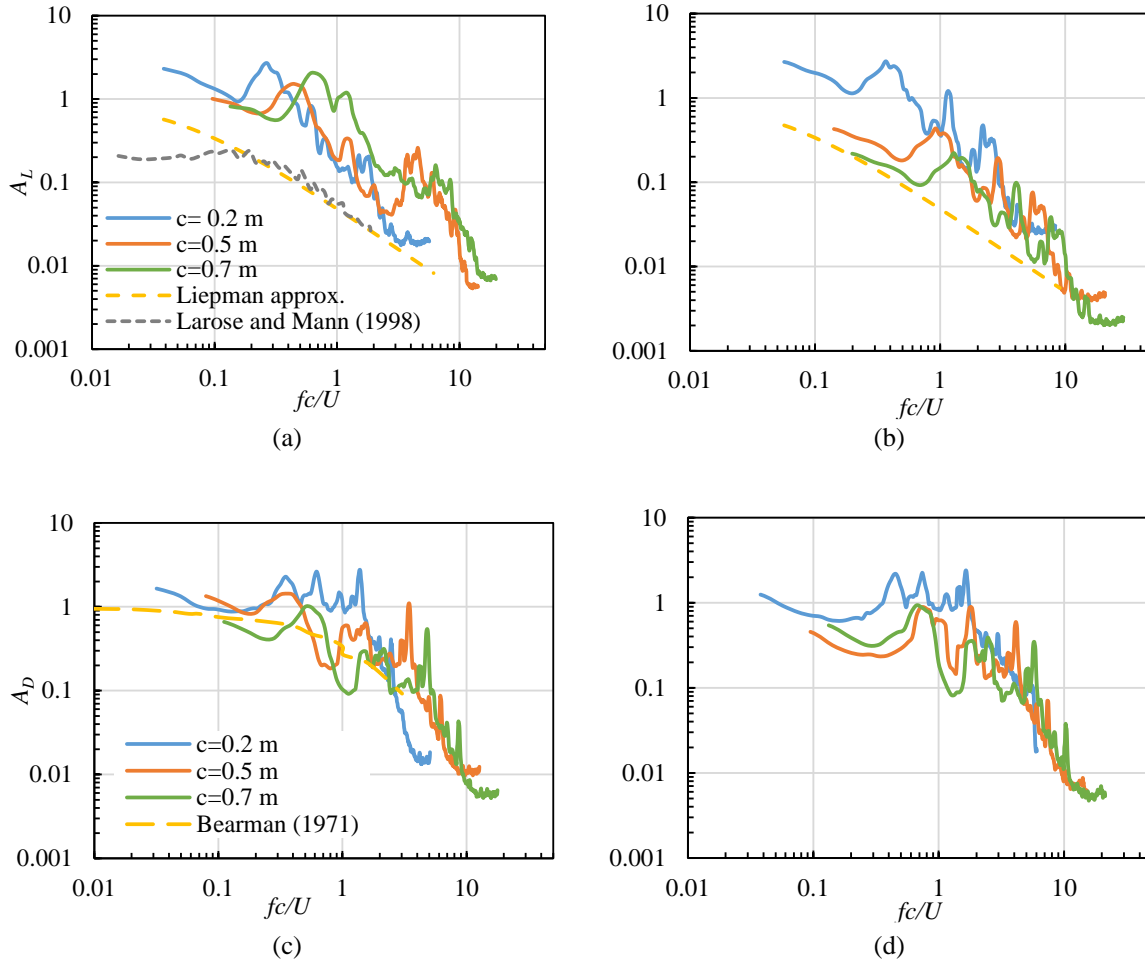 10
1
0.1
0.01
0.001
A_L
c= 0.2 m
c=0.5 m
c=0.7 m
Liepman approx.
Larose and Mann (1998)
0.01 0.1 1 10
fc/U
(a)
10
1
0.1
0.01
0.001
0.01 0.1 1 10
fc/U
(b)
10
1
0.1
0.01
0.001
A_D
c=0.2 m
c=0.5 m
c=0.7 m
Bearman (1971)
0.01 0.1 1 10
fc/U
(c)
10
1
0.1
0.01
0.001
0.01 0.1 1 10
fc/U
(d)